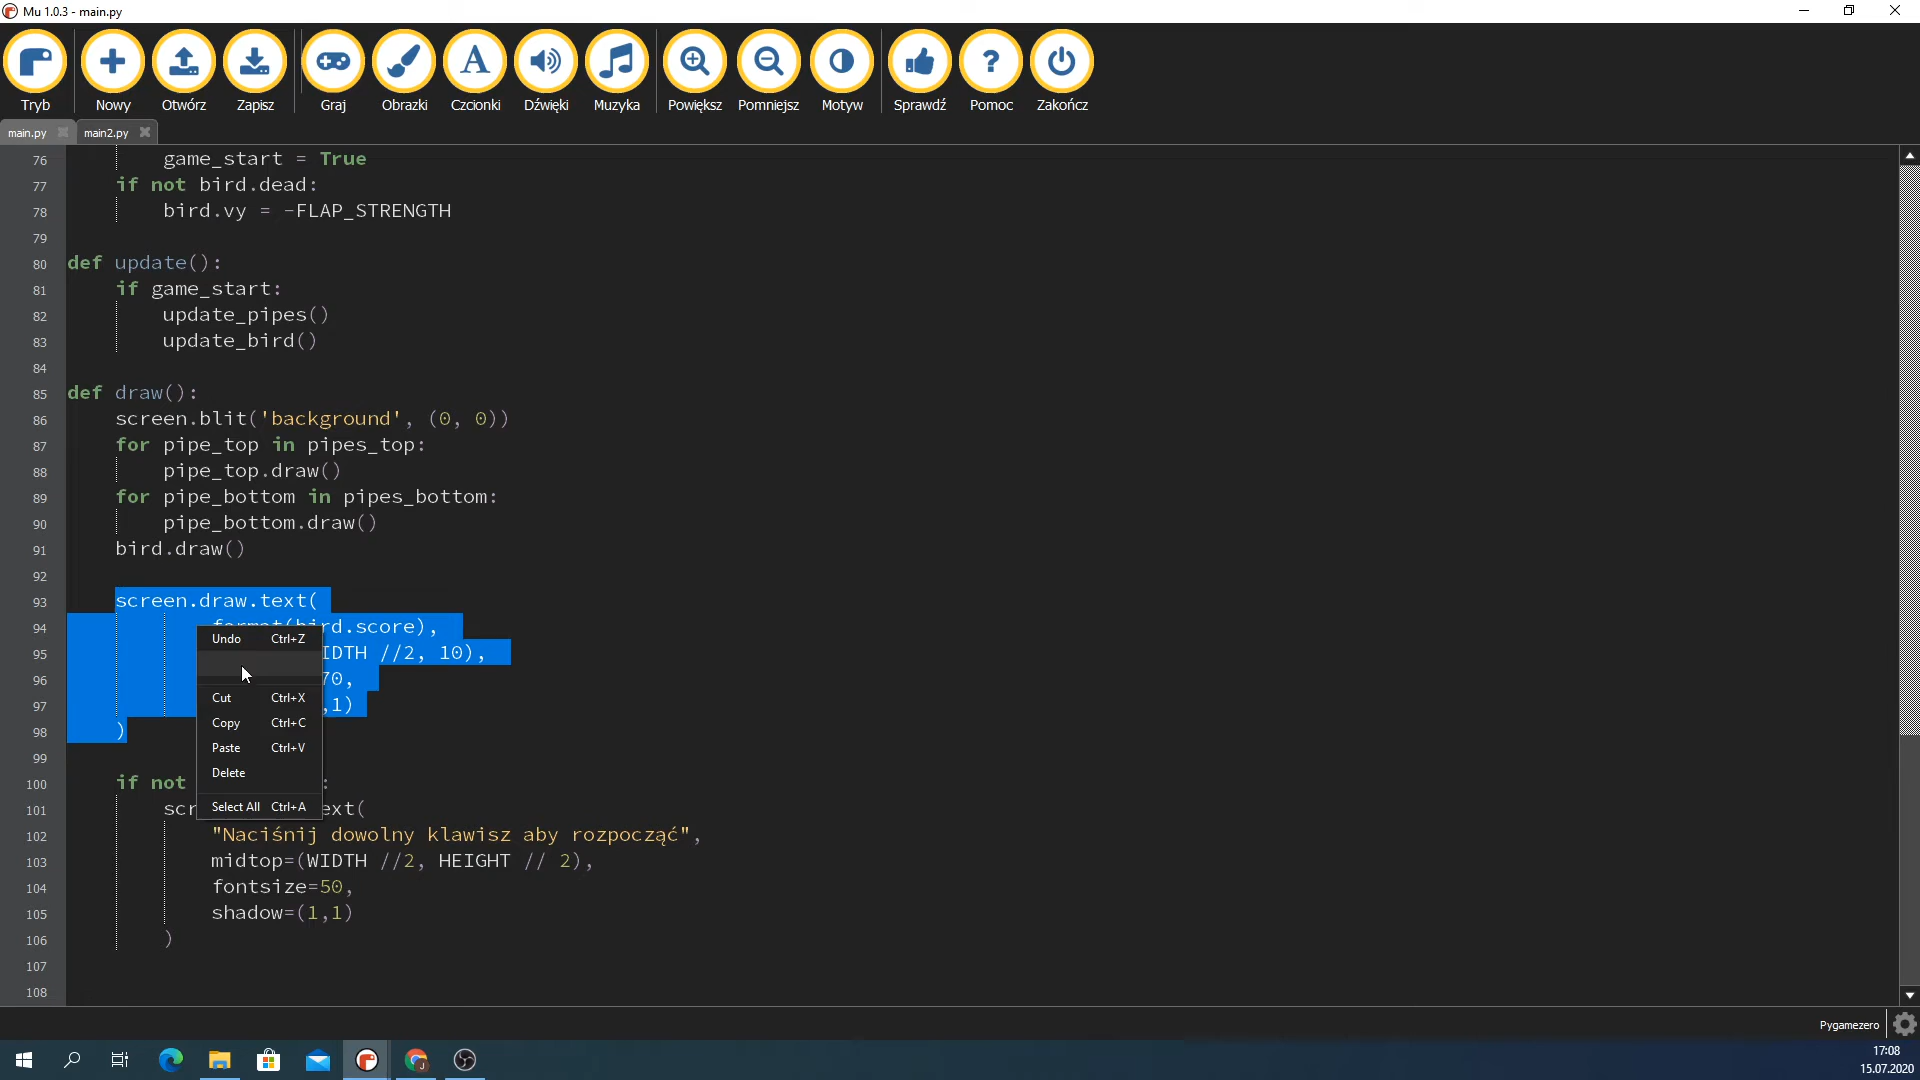 Mu 1.0.3 - main.py
Tryb
Nowy
Otwórz
Zapisz
Graj
Obrazki
Czcionki
Dźwięki
Muzyka
Powiększ
Pomniejsz
Motyw
Sprawdź
Pomoc
Zakończ
main.py
main2.py
76 game_start = True
77 if not bird.dead:
78 bird.vy = -FLAP_STRENGTH
79
80 def update():
81 if game_start:
82 update_pipes()
83 update_bird()
84
85 def draw():
86 screen.blit('background', (0, 0))
87 for pipe_top in pipes_top:
88 pipe_top.draw()
89 for pipe_bottom in pipes_bottom:
90 pipe_bottom.draw()
91 bird.draw()
92
93 screen.draw.text(
94 format(bird.score),
95 IDTH //2, 10),
96 70,
97 ,1)
98 )
99
100 if not :
101 scr ext(
102 "Naciśnij dowolny klawisz aby rozpocząć",
103 midtop=(WIDTH //2, HEIGHT // 2),
104 fontsize=50,
105 shadow=(1,1)
106 )
107
108
Undo Ctrl+Z
Cut Ctrl+X
Copy Ctrl+C
Paste Ctrl+V
Delete
Select All Ctrl+A
Pygamezero
17:08
15.07.2020